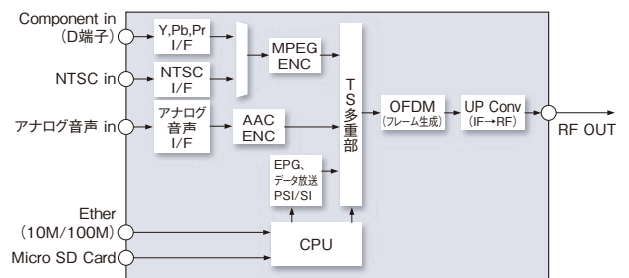 Component in
(D端子)
NTSC in
アナログ音声 in
Ether
(10M/100M)
Micro SD Card
Y,Pb,Pr
I/F
NTSC
I/F
アナログ
音声
I/F
MPEG
ENC
AAC
ENC
EPG、
データ放送
PSI/SI
CPU
TS多重部
OFDM
(フレーム生成)
UP Conv
(IF→RF)
RF OUT